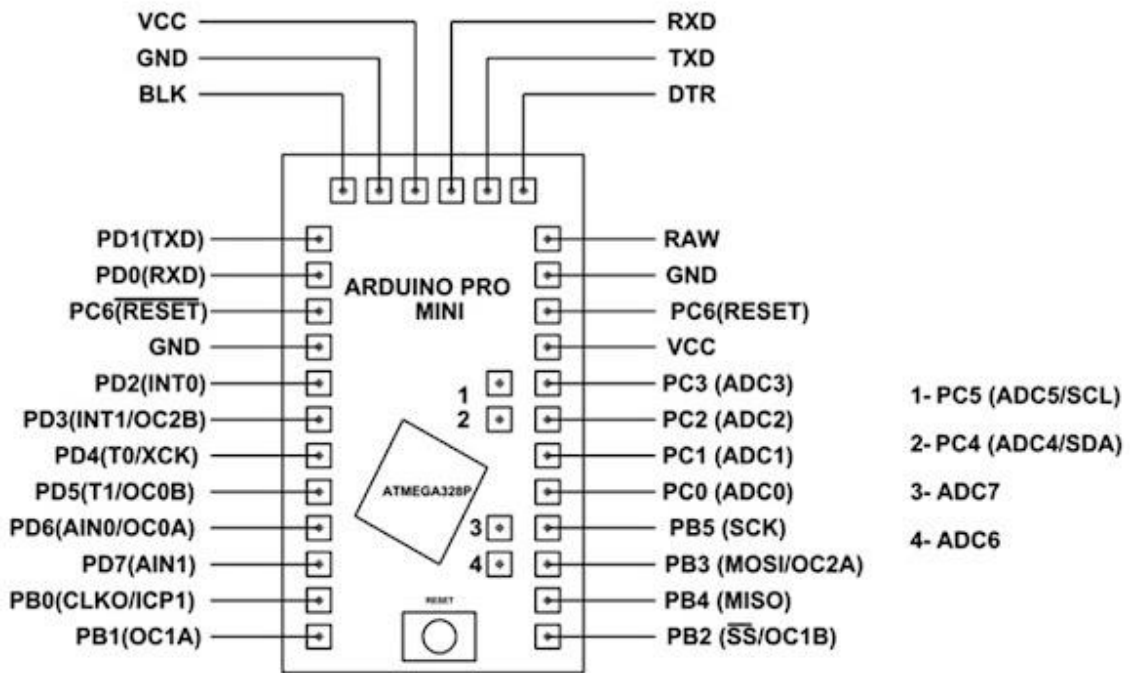 VCC
GND
BLK
RXD
TXD
DTR
PD1(TXD)
PD0(RXD)
PC6(RESET)
GND
PD2(INT0)
PD3(INT1/OC2B)
PD4(T0/XCK)
PD5(T1/OC0B)
PD6(AIN0/OC0A)
PD7(AIN1)
PB0(CLKO/ICP1)
PB1(OC1A)
ARDUINO PRO
MINI
1
2
ATMEGA328P
3
4
RESET
RAW
GND
PC6(RESET)
VCC
PC3 (ADC3)
PC2 (ADC2)
PC1 (ADC1)
PC0 (ADC0)
PB5 (SCK)
PB3 (MOSI/OC2A)
PB4 (MISO)
PB2 (SS/OC1B)
1- PC5 (ADC5/SCL)
2- PC4 (ADC4/SDA)
3- ADC7
4- ADC6